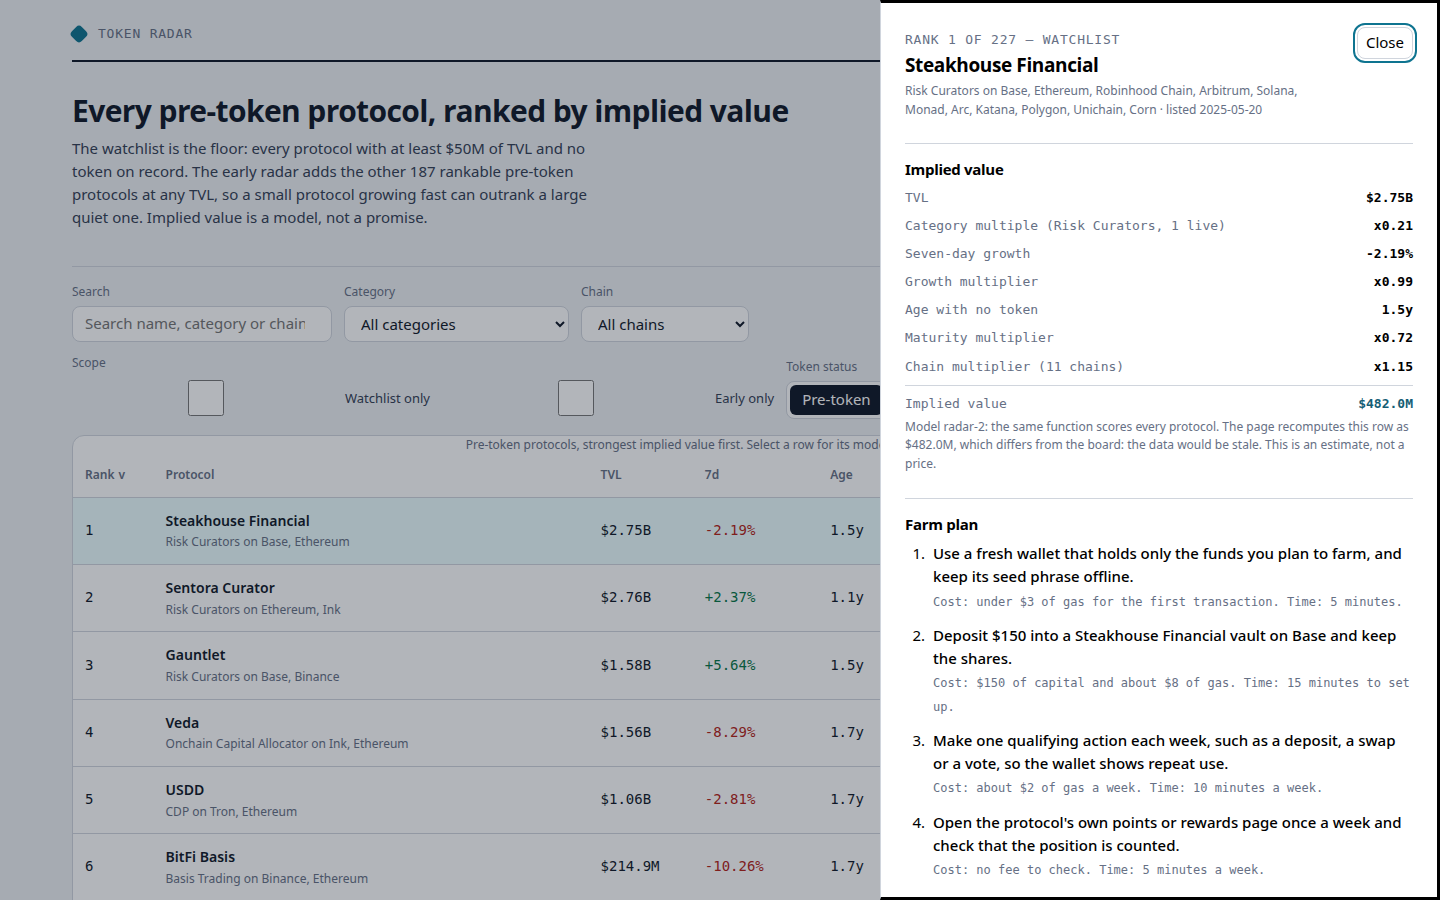 TOKEN RADAR
Every pre-token protocol, ranked by implied value
The watchlist is the floor: every protocol with at least $50M of TVL and no
token on record. The early radar adds the other 187 rankable pre-token
protocols at any TVL, so a small protocol growing fast can outrank a large
quiet one. Implied value is a model, not a promise.
Search
Category
Chain
Search name, category or chain
All categories
All chains
Scope
Token status
Watchlist only
Early only
Pre-token
Pre-token protocols, strongest implied value first. Select a row for its
Rank v Protocol TVL 7d Age
1 Steakhouse Financial $2.75B -2.19% 1.5y
Risk Curators on Base, Ethereum
2 Sentora Curator $2.76B +2.37% 1.1y
Risk Curators on Ethereum, Ink
3 Gauntlet $1.58B +5.64% 1.5y
Risk Curators on Base, Binance
4 Veda $1.56B -8.29% 1.7y
Onchain Capital Allocator on Ink, Ethereum
5 USDD $1.06B -2.81% 1.7y
CDP on Tron, Ethereum
6 BitFi Basis $214.9M -10.26% 1.7y
Basis Trading on Binance, Ethereum
RANK 1 OF 227 — WATCHLIST
Close
Steakhouse Financial
Risk Curators on Base, Ethereum, Robinhood Chain, Arbitrum, Solana,
Monad, Arc, Katana, Polygon, Unichain, Corn · listed 2025-05-20
Implied value
TVL $2.75B
Category multiple (Risk Curators, 1 live) x0.21
Seven-day growth -2.19%
Growth multiplier x0.99
Age with no token 1.5y
Maturity multiplier x0.72
Chain multiplier (11 chains) x1.15
Implied value $482.0M
Model radar-2: the same function scores every protocol. The page recomputes this row as
$482.0M, which differs from the board: the data would be stale. This is an estimate, not a
price.
Farm plan
1. Use a fresh wallet that holds only the funds you plan to farm, and
keep its seed phrase offline.
Cost: under $3 of gas for the first transaction. Time: 5 minutes.
2. Deposit $150 into a Steakhouse Financial vault on Base and keep
the shares.
Cost: $150 of capital and about $8 of gas. Time: 15 minutes to set
up.
3. Make one qualifying action each week, such as a deposit, a swap
or a vote, so the wallet shows repeat use.
Cost: about $2 of gas a week. Time: 10 minutes a week.
4. Open the protocol's own points or rewards page once a week and
check that the position is counted.
Cost: no fee to check. Time: 5 minutes a week.